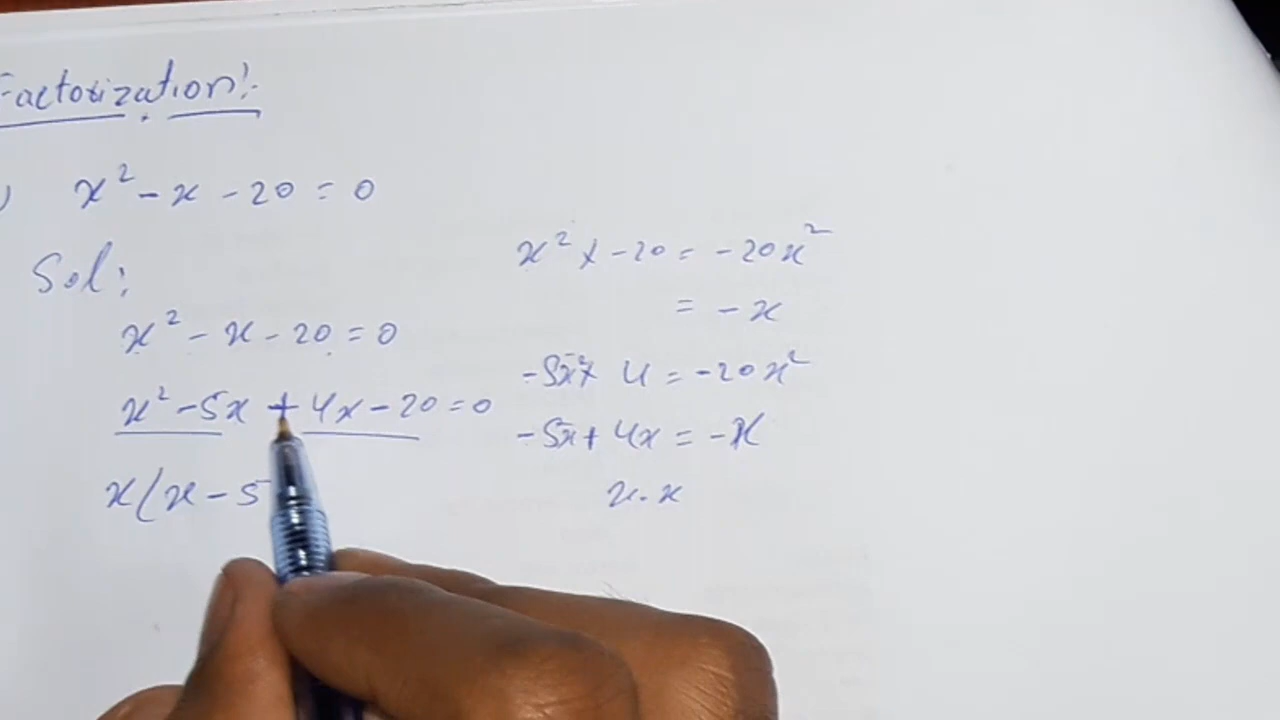 Factorization:-
) x² - x - 20 = 0
Sol:
x² - x - 20 = 0
x² - 5x + 4x - 20 = 0
x(x - 5
x² x -20 = -20x²
= -x
-5x x 4 = -20x²
-5x + 4x = -x
x . x